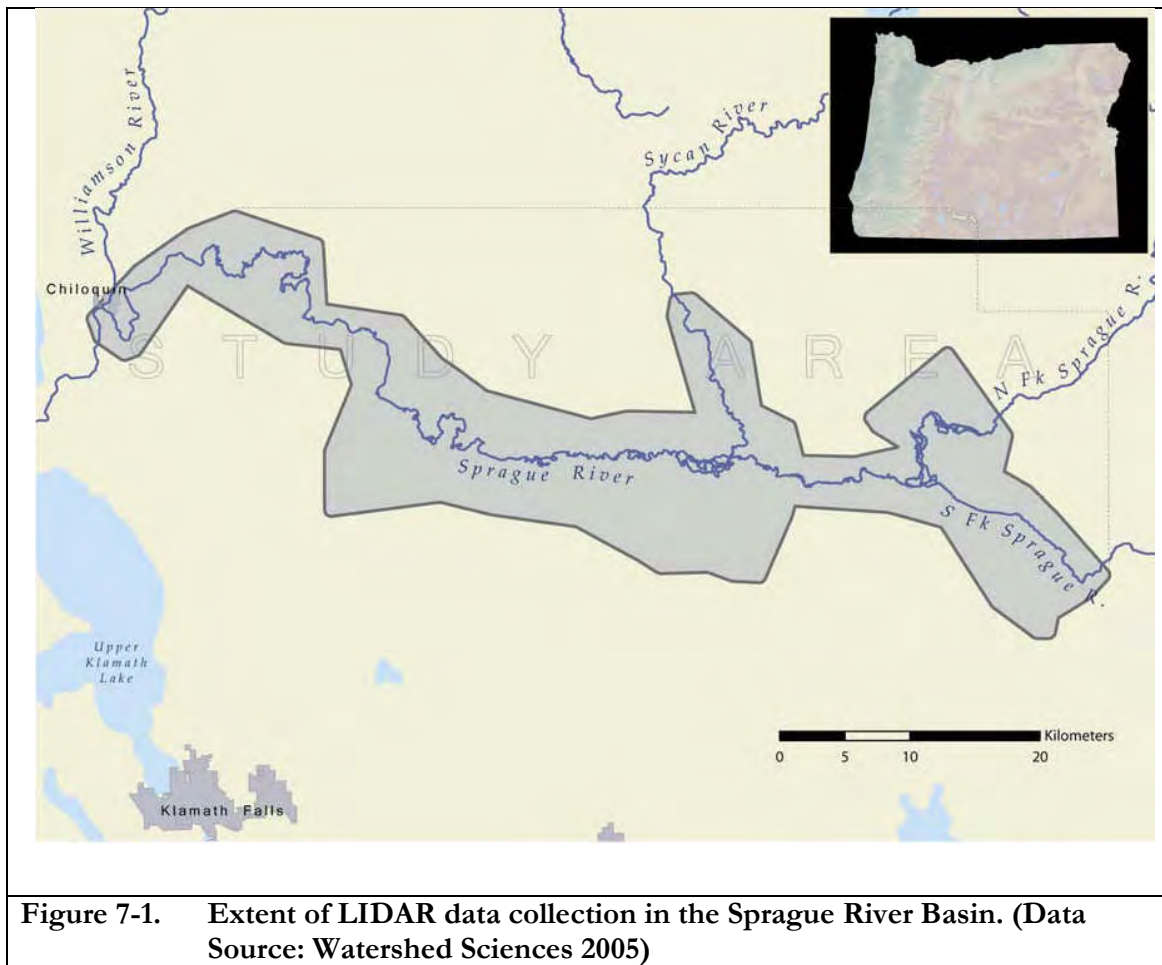 Williamson River
Sycan River
Chiloquin
STUDY AREA
N Fk Sprague R.
Sprague River
S Fk Sprague R.
Upper
Klamath
Lake
Kilometers
0 5 10 20
Klamath Falls
Figure 7-1. Extent of LIDAR data collection in the Sprague River Basin. (Data
Source: Watershed Sciences 2005)